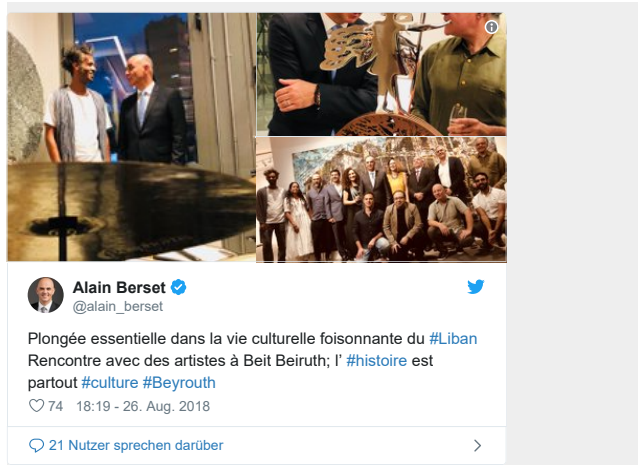 Alain Berset
@alain_berset
Plongée essentielle dans la vie culturelle foisonnante du #Liban
Rencontre avec des artistes à Beit Beiruth; l’ #histoire est
partout #culture #Beyrouth
74 18:19 - 26. Aug. 2018
21 Nutzer sprechen darüber